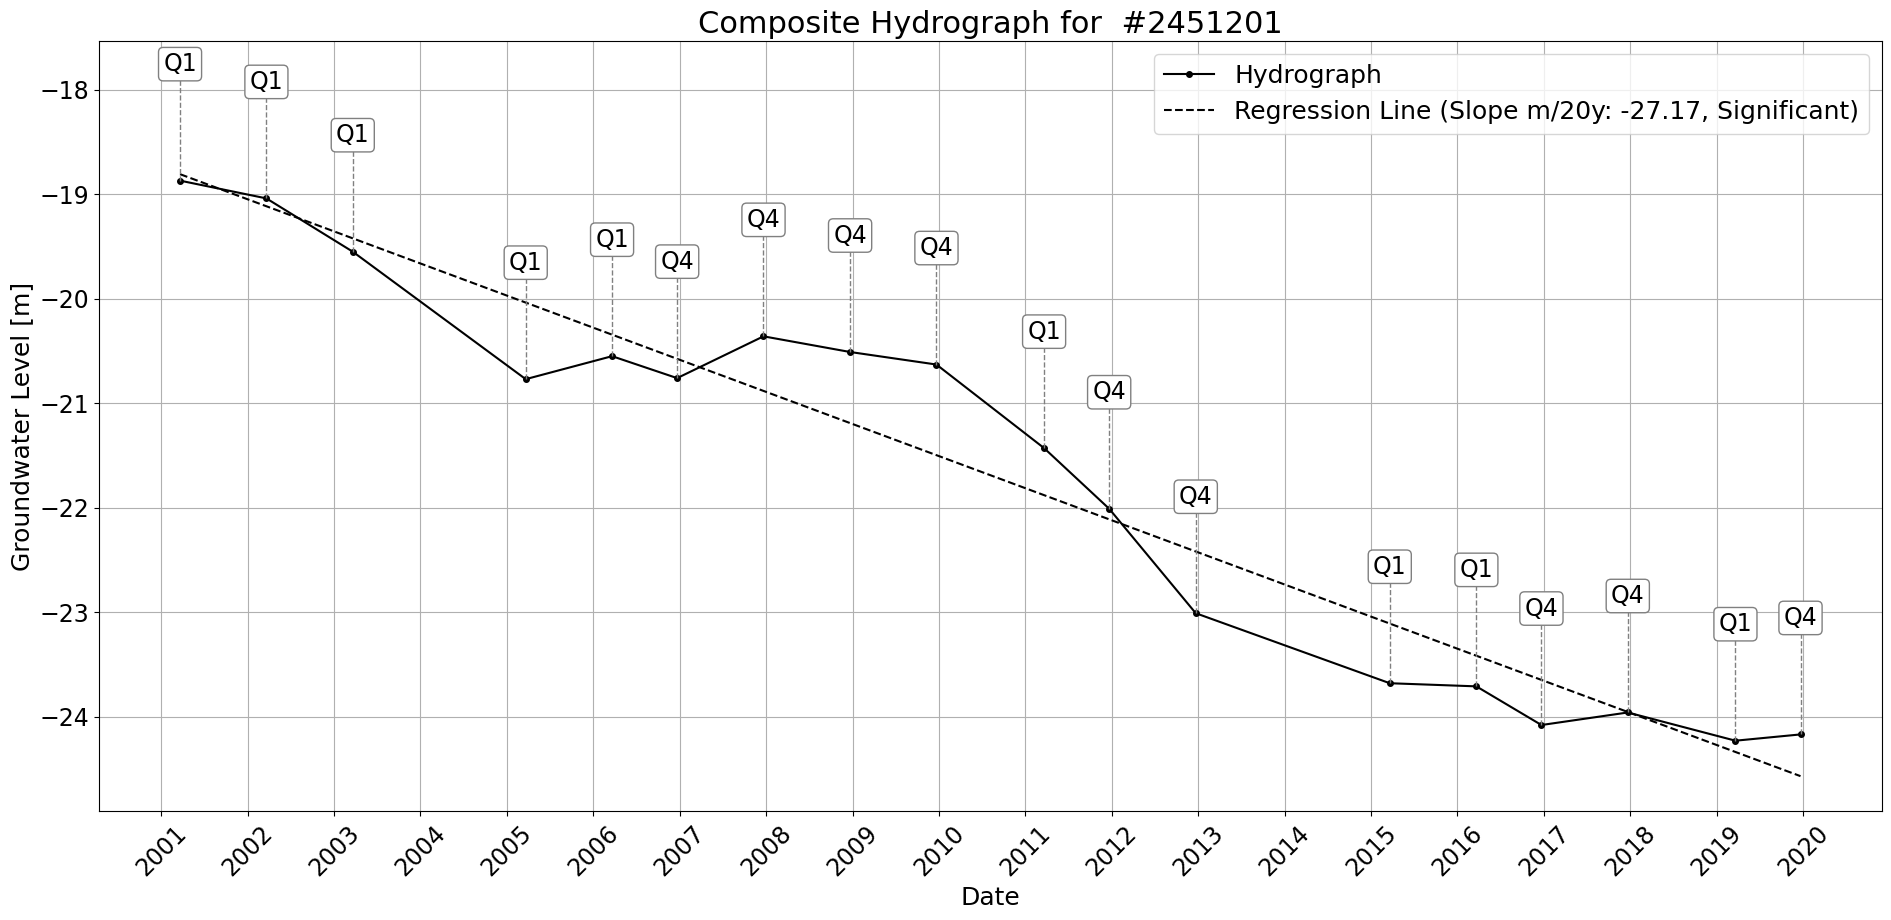 Composite Hydrograph for  #2451201
Hydrograph
Regression Line (Slope m/20y: -27.17, Significant)
Groundwater Level [m]
−18
−19
−20
−21
−22
−23
−24
Q1
Q1
Q1
Q1
Q1
Q4
Q4
Q4
Q4
Q1
Q4
Q4
Q1
Q1
Q4
Q4
Q1
Q4
2001
2002
2003
2004
2005
2006
2007
2008
2009
2010
2011
2012
2013
2014
2015
2016
2017
2018
2019
2020
Date